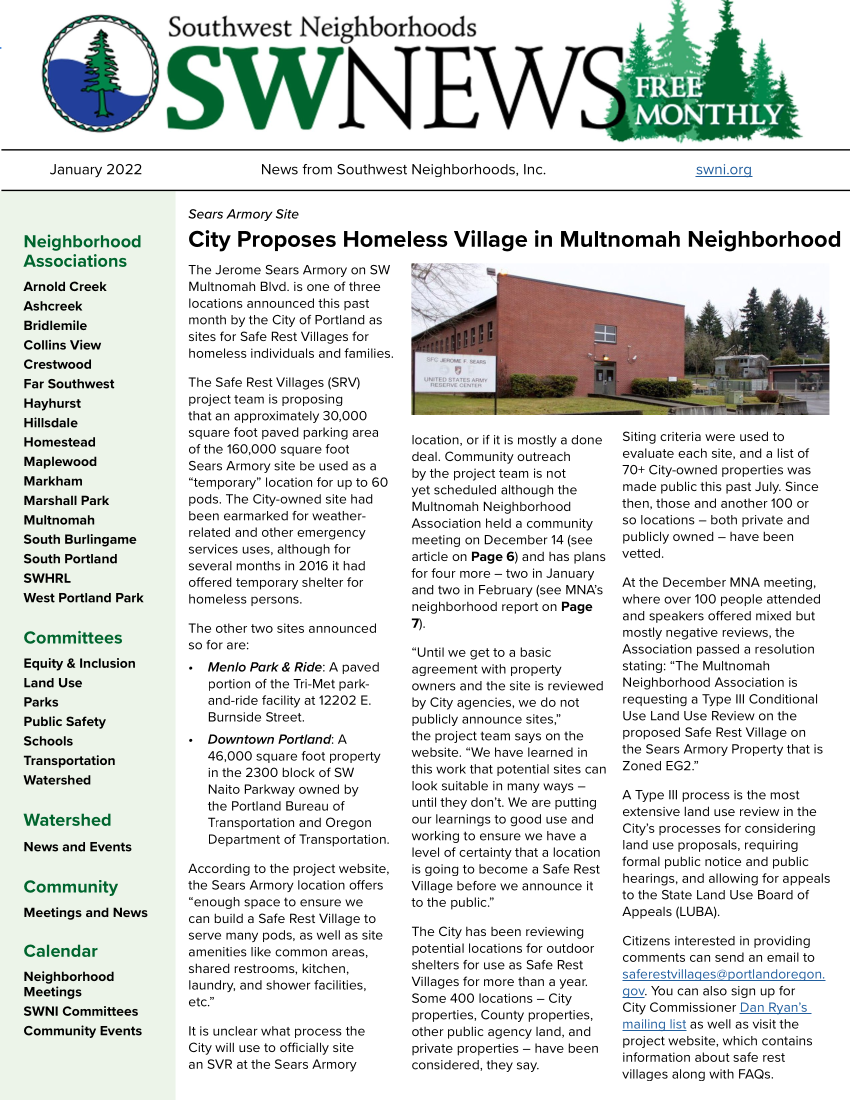 Southwest Neighborhoods
SWNEWS
FREE
MONTHLY
January 2022
News from Southwest Neighborhoods, Inc.
swni.org
Neighborhood
Associations
Arnold Creek
Ashcreek
Bridlemile
Collins View
Crestwood
Far Southwest
Hayhurst
Hillsdale
Homestead
Maplewood
Markham
Marshall Park
Multnomah
South Burlingame
South Portland
SWHRL
West Portland Park
Committees
Equity & Inclusion
Land Use
Parks
Public Safety
Schools
Transportation
Watershed
Watershed
News and Events
Community
Meetings and News
Calendar
Neighborhood
Meetings
SWNI Committees
Community Events
Sears Armory Site
City Proposes Homeless Village in Multnomah Neighborhood
The Jerome Sears Armory on SW
Multnomah Blvd. is one of three
locations announced this past
month by the City of Portland as
sites for Safe Rest Villages for
homeless individuals and families.
The Safe Rest Villages (SRV)
project team is proposing
that an approximately 30,000
square foot paved parking area
of the 160,000 square foot
Sears Armory site be used as a
“temporary” location for up to 60
pods. The City-owned site had
been earmarked for weather-
related and other emergency
services uses, although for
several months in 2016 it had
offered temporary shelter for
homeless persons.
The other two sites announced
so for are:
• Menlo Park & Ride: A paved
portion of the Tri-Met park-
and-ride facility at 12202 E.
Burnside Street.
• Downtown Portland: A
46,000 square foot property
in the 2300 block of SW
Naito Parkway owned by
the Portland Bureau of
Transportation and Oregon
Department of Transportation.
According to the project website,
the Sears Armory location offers
“enough space to ensure we
can build a Safe Rest Village to
serve many pods, as well as site
amenities like common areas,
shared restrooms, kitchen,
laundry, and shower facilities,
etc.”
It is unclear what process the
City will use to officially site
an SVR at the Sears Armory
SFC JEROME F. SEARS
UNITED STATES ARMY
RESERVE CENTER
location, or if it is mostly a done
deal. Community outreach
by the project team is not
yet scheduled although the
Multnomah Neighborhood
Association held a community
meeting on December 14 (see
article on Page 6) and has plans
for four more – two in January
and two in February (see MNA’s
neighborhood report on Page
7).
“Until we get to a basic
agreement with property
owners and the site is reviewed
by City agencies, we do not
publicly announce sites,”
the project team says on the
website. “We have learned in
this work that potential sites can
look suitable in many ways –
until they don’t. We are putting
our learnings to good use and
working to ensure we have a
level of certainty that a location
is going to become a Safe Rest
Village before we announce it
to the public.”
The City has been reviewing
potential locations for outdoor
shelters for use as Safe Rest
Villages for more than a year.
Some 400 locations – City
properties, County properties,
other public agency land, and
private properties – have been
considered, they say.
Siting criteria were used to
evaluate each site, and a list of
70+ City-owned properties was
made public this past July. Since
then, those and another 100 or
so locations – both private and
publicly owned – have been
vetted.
At the December MNA meeting,
where over 100 people attended
and speakers offered mixed but
mostly negative reviews, the
Association passed a resolution
stating: “The Multnomah
Neighborhood Association is
requesting a Type III Conditional
Use Land Use Review on the
proposed Safe Rest Village on
the Sears Armory Property that is
Zoned EG2.”
A Type III process is the most
extensive land use review in the
City’s processes for considering
land use proposals, requiring
formal public notice and public
hearings, and allowing for appeals
to the State Land Use Board of
Appeals (LUBA).
Citizens interested in providing
comments can send an email to
saferestvillages@portlandoregon.
gov. You can also sign up for
City Commissioner Dan Ryan’s
mailing list as well as visit the
project website, which contains
information about safe rest
villages along with FAQs.